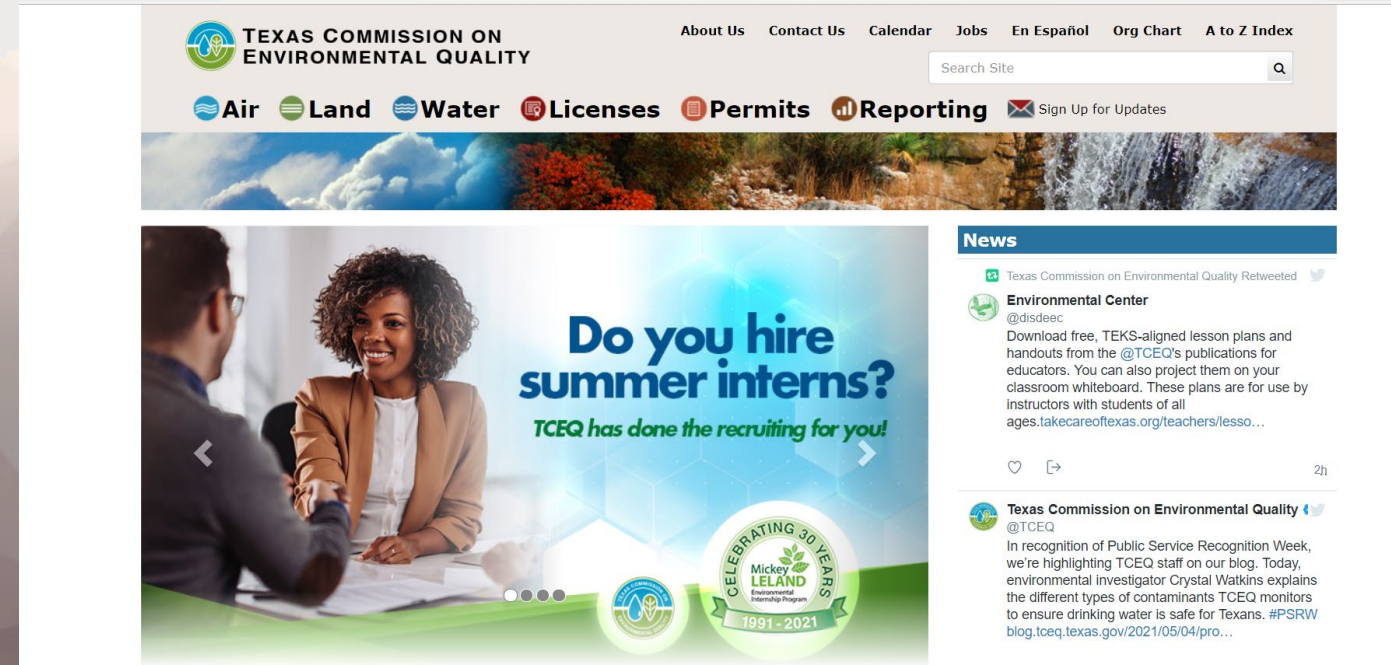 TEXAS COMMISSION ON
ENVIRONMENTAL QUALITY
About Us Contact Us Calendar Jobs En Español Org Chart A to Z Index
Search Site
Air Land Water Licenses Permits Reporting Sign Up for Updates
Do you hire
summer interns?
TCEQ has done the recruiting for you!
CELEBRATING 30 YEARS
Mickey
LELAND
Environmental
Internship Program
1991 - 2021
News
Texas Commission on Environmental Quality Retweeted
Environmental Center
@disdeec
Download free, TEKS-aligned lesson plans and
handouts from the @TCEQ's publications for
educators. You can also project them on your
classroom whiteboard. These plans are for use by
instructors with students of all
ages.takecareoftexas.org/teachers/lesso…
2h
Texas Commission on Environmental Quality
@TCEQ
In recognition of Public Service Recognition Week,
we're highlighting TCEQ staff on our blog. Today,
environmental investigator Crystal Watkins explains
the different types of contaminants TCEQ monitors
to ensure drinking water is safe for Texans. #PSRW
blog.tceq.texas.gov/2021/05/04/pro…